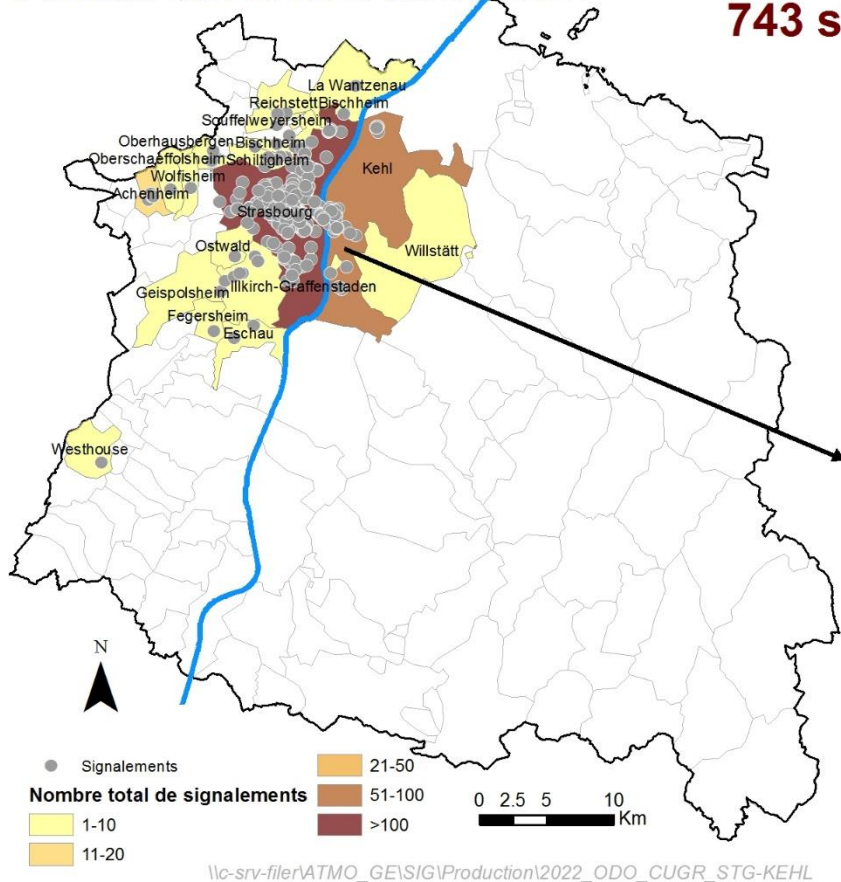 743 s
La Wantzenau
Reichstett
Bischheim
Souffelweyersheim
Oberhausbergen
Bischheim
Oberschaeffolsheim
Schiltigheim
Wolfisheim
Kehl
Achenheim
Strasbourg
Ostwald
Willstätt
Illkirch-Graffenstaden
Geispolsheim
Fegersheim
Eschau
Westhouse
N
Signalements
Nombre total de signalements
1-10
11-20
21-50
51-100
>100
0 2.5 5 10
Km
\\c-srv-filer\ATMO_GE\SIG\Production\2022_ODO_CUGR_STG-KEHL